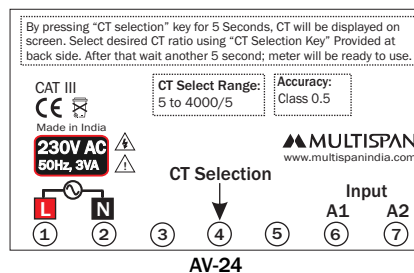 By pressing “CT selection” key for 5 Seconds, CT will be displayed on
screen. Select desired CT ratio using “CT Selection Key” Provided at
back side. After that wait another 5 second; meter will be ready to use.
CAT III
CE
Made in India
230V AC
50Hz, 3VA
CT Select Range:
5 to 4000/5
Accuracy:
Class 0.5
MULTISPAN
www.multispanindia.com
CT Selection
Input
L N A1 A2
1 2 3 4 5 6 7
AV-24